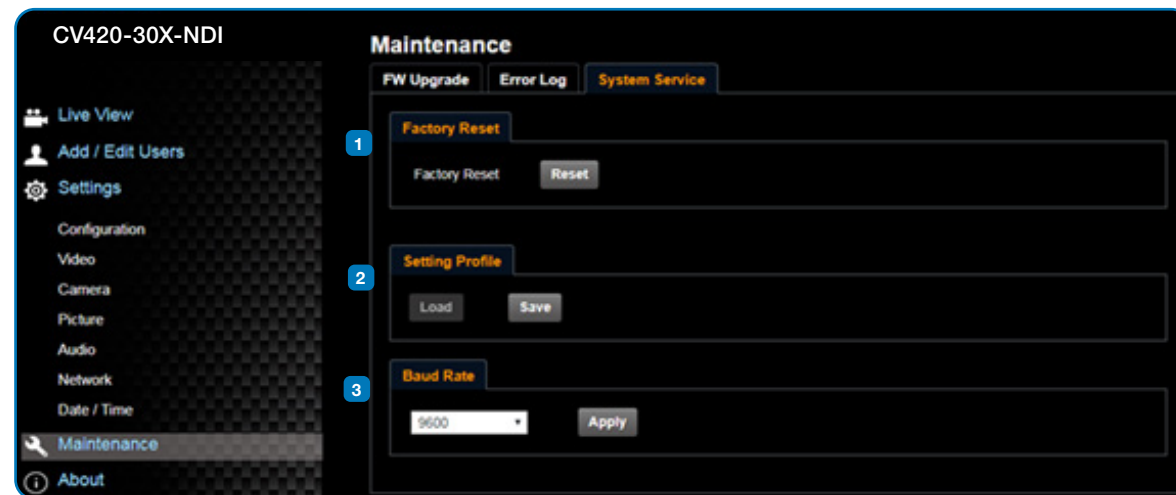 CV420-30X-NDI
Live View
Add / Edit Users
Settings
Configuration
Video
Camera
Picture
Audio
Network
Date / Time
Maintenance
About
Maintenance
FW Upgrade Error Log System Service
1
Factory Reset
Factory Reset Reset
2
Setting Profile
Load Save
3
Baud Rate
9600 Apply